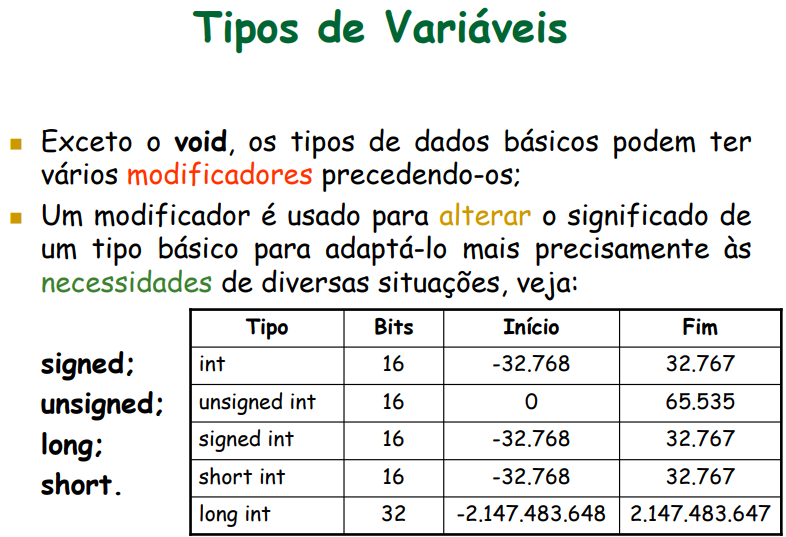 Tipos de Variáveis
Exceto o void, os tipos de dados básicos podem ter
vários modificadores precedendo-os;
Um modificador é usado para alterar o significado de
um tipo básico para adaptá-lo mais precisamente às
necessidades de diversas situações, veja:
signed;
unsigned;
long;
short.
Tipo Bits Início Fim
int 16 -32.768 32.767
unsigned int 16 0 65.535
signed int 16 -32.768 32.767
short int 16 -32.768 32.767
long int 32 -2.147.483.648 2.147.483.647